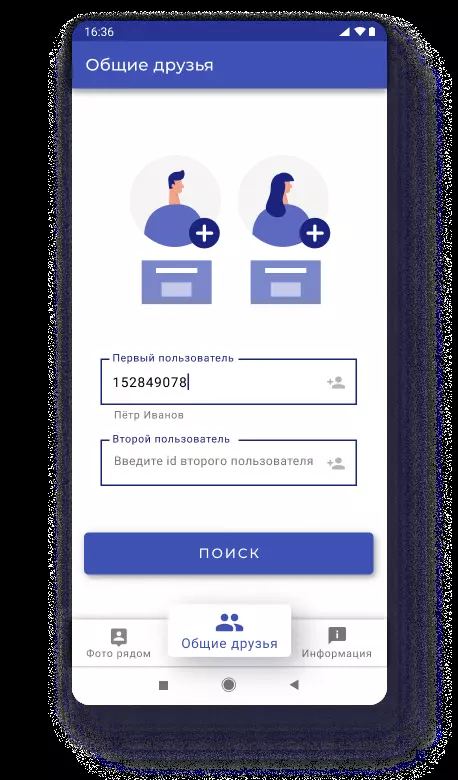 16:36
Общие друзья
Первый пользователь
152849078
Пётр Иванов
Второй пользователь
Введите id второго пользователя
ПОИСК
Фото рядом
Общие друзья
Информация